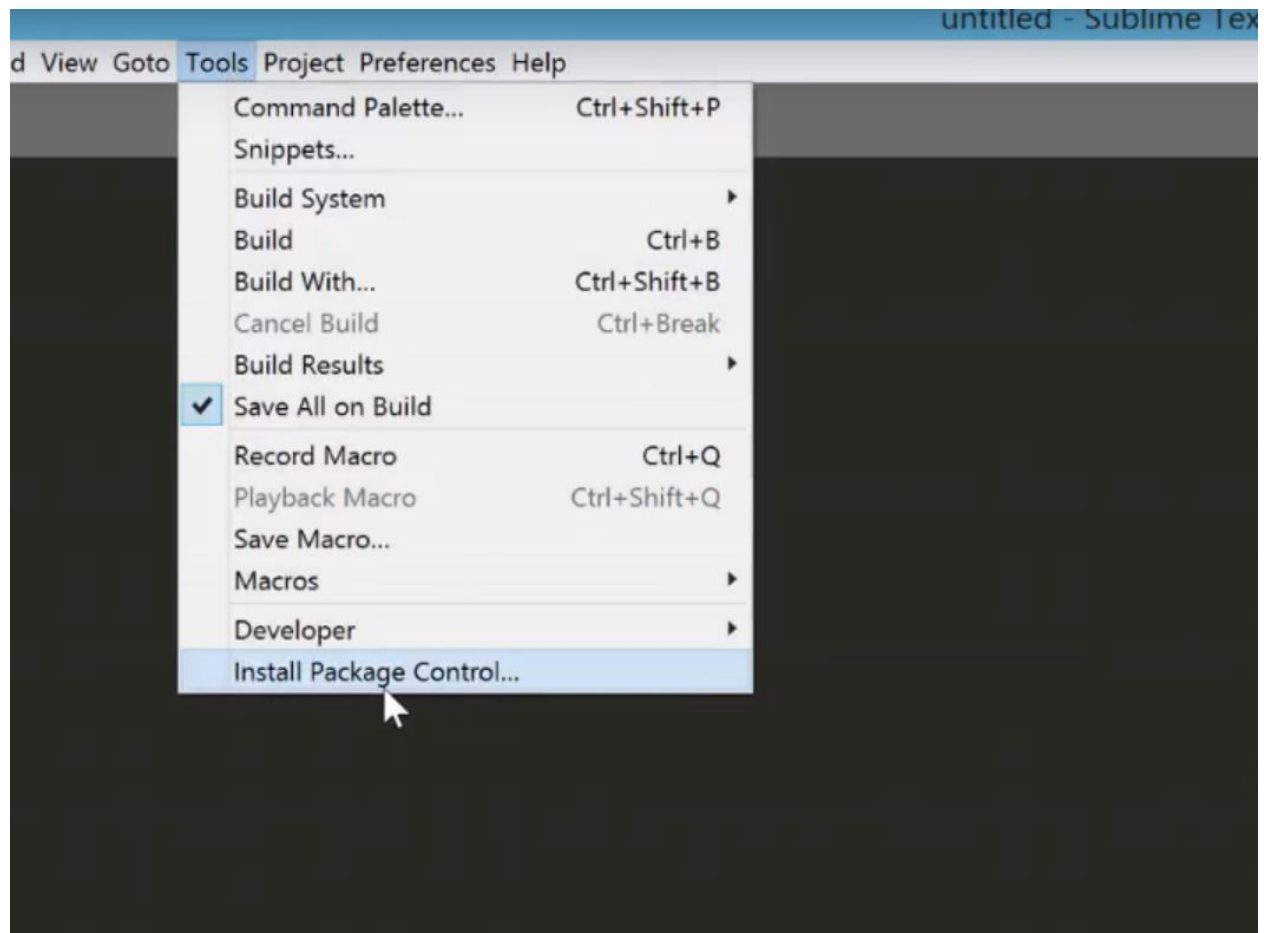 untitled - Sublime Tex
d View Goto Tools Project Preferences Help
Command Palette... Ctrl+Shift+P
Snippets...
Build System
Build Ctrl+B
Build With... Ctrl+Shift+B
Cancel Build Ctrl+Break
Build Results
Save All on Build
Record Macro Ctrl+Q
Playback Macro Ctrl+Shift+Q
Save Macro...
Macros
Developer
Install Package Control...